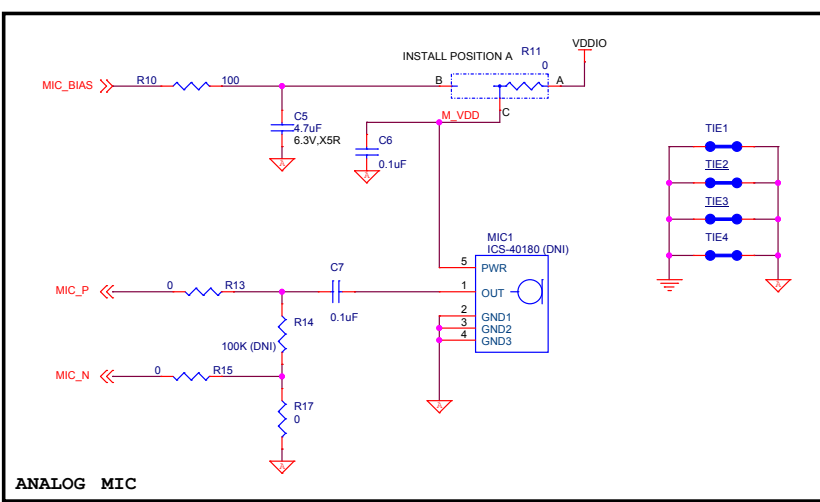 INSTALL POSITION A
R11
VDDIO
MIC_BIAS
R10
100
B
0
A
C
M_VDD
C5
4.7uF
6.3V,X5R
A
C6
0.1uF
A
TIE1
TIE2
TIE3
TIE4
A
MIC1
ICS-40180 (DNI)
5
PWR
1
OUT
2
GND1
3
GND2
4
GND3
A
MIC_P
0
R13
C7
0.1uF
R14
100K (DNI)
MIC_N
0
R15
R17
0
A
ANALOG MIC